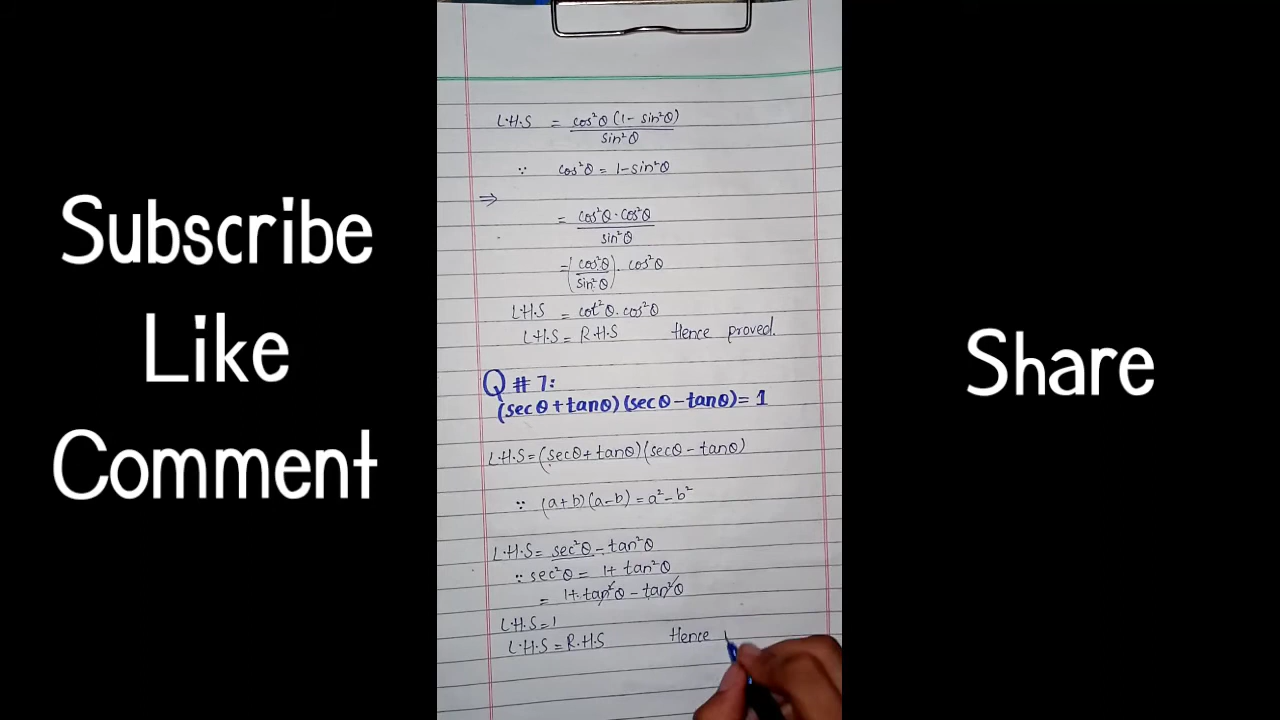 Subscribe
Like
Comment
L.H.S = cos²θ (1 - sin²θ)
sin²θ
∵ cos²θ = 1 - sin²θ
⇒
= cos²θ · cos²θ
sin²θ
= (cos²θ) . cos²θ
sin²θ
L.H.S = cot²θ. cos²θ
L.H.S = R.H.S Hence proved.
Q # 7:
(secθ + tanθ) (secθ - tanθ) = 1
L.H.S = (secθ + tanθ) (secθ - tanθ)
∵ (a+b) (a-b) = a² - b²
L.H.S = sec²θ - tan²θ
∵ sec²θ = 1 + tan²θ
= 1 + tan²θ - tan²θ
L.H.S = 1
L.H.S = R.H.S Hence
Share